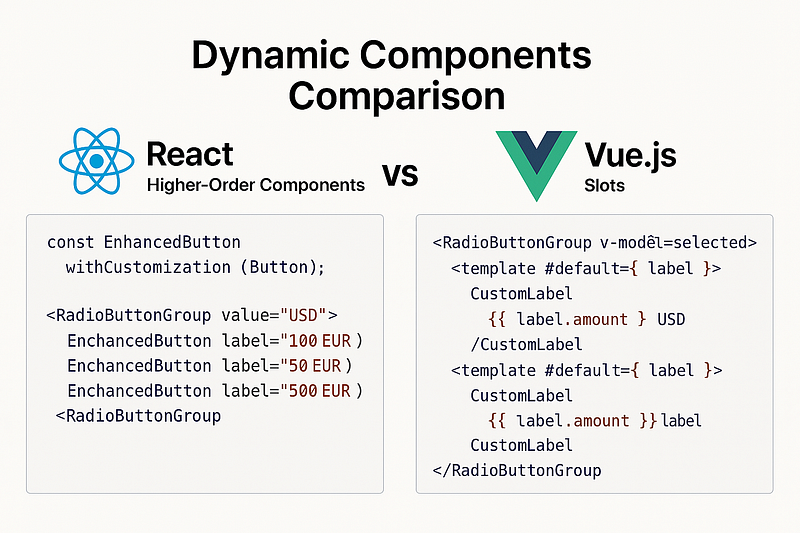 Dynamic Components
Comparison
React
Higher-Order Components
vs
Vue.js
Slots
const EnhancedButton
withCustomization (Button);
<RadioButtonGroup value="USD">
EnchancedButton label="100 EUR )
EnchancedButton label="50 EUR )
EnchancedButton label="500 EUR )
<RadioButtonGroup
<RadioButtonGroup v-modêl=selected>
<template #default={ label }>
CustomLabel
{{ label.amount } USD
/CustomLabel
<template #default={ label }>
CustomLabel
{{ label.amount }} label
CustomLabel
</RadioButtonGroup